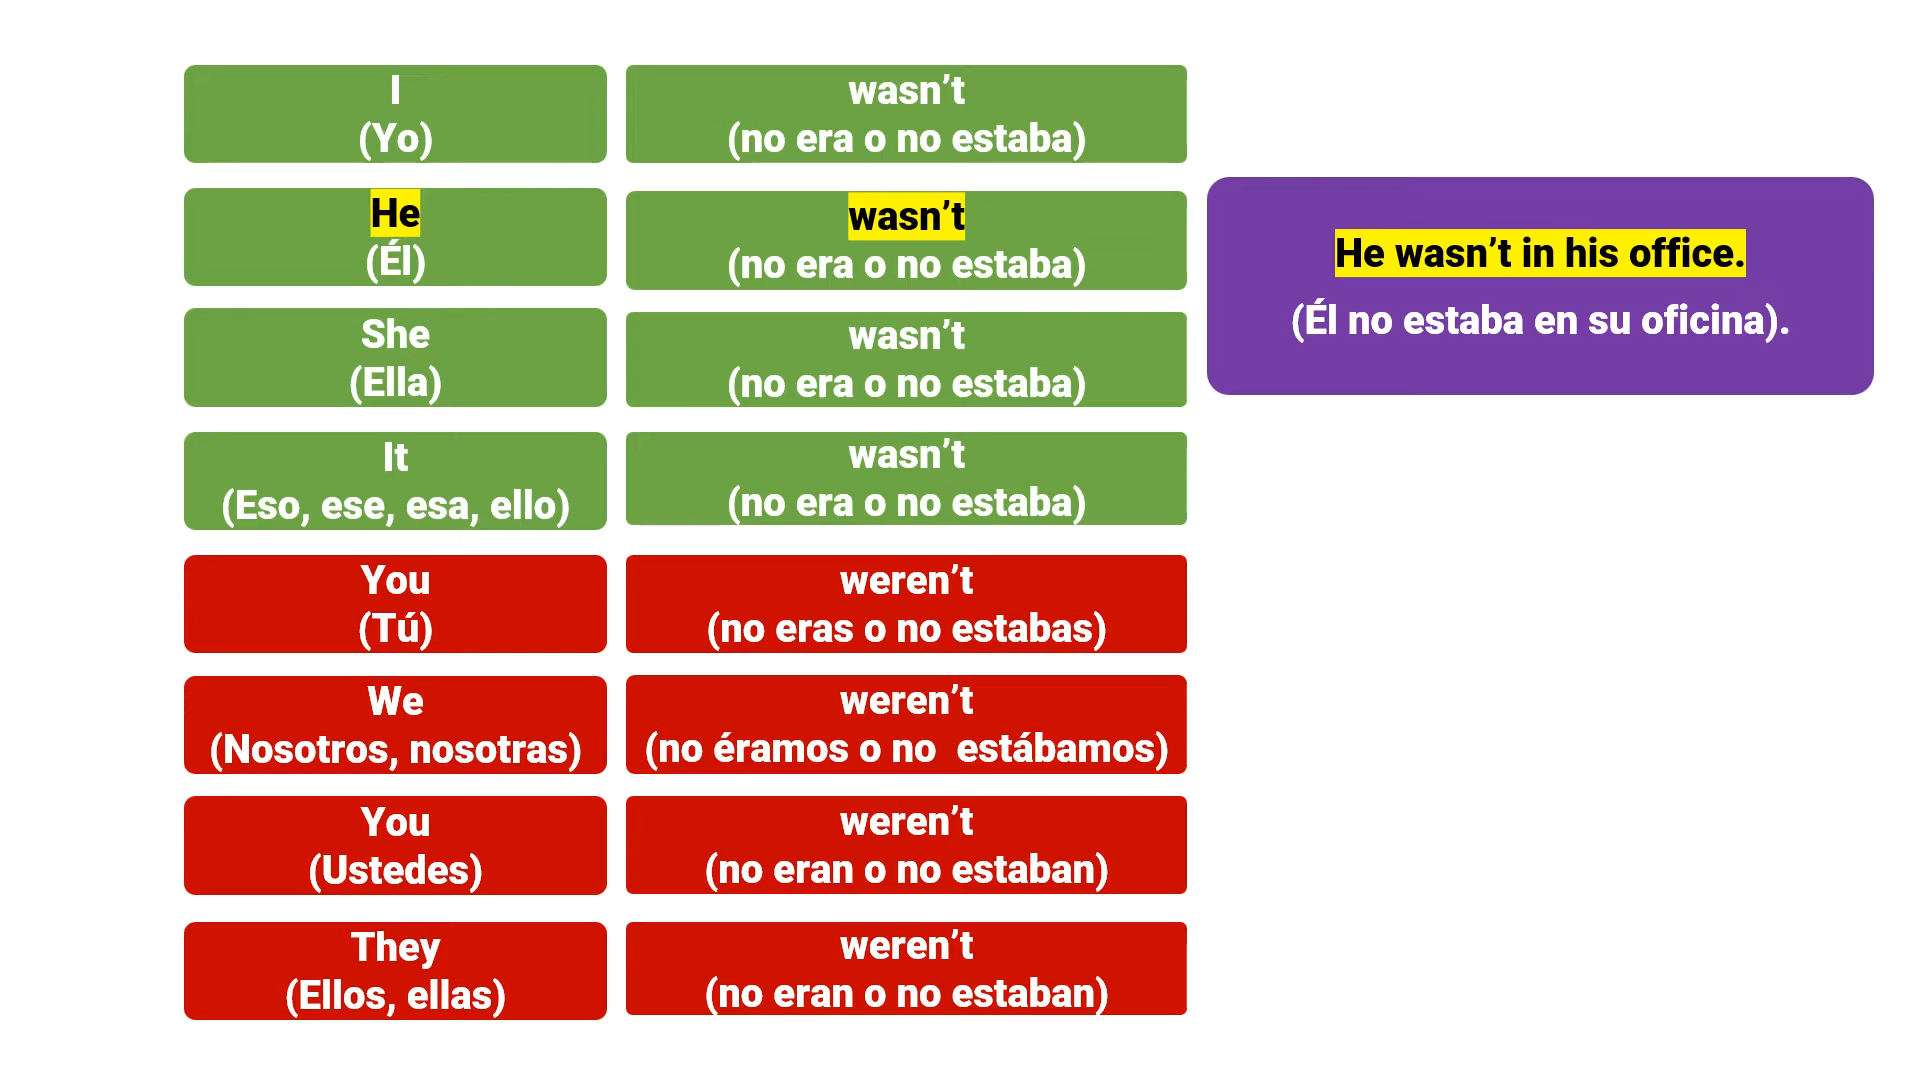 I
(Yo)
wasn’t
(no era o no estaba)
He
(Él)
wasn’t
(no era o no estaba)
He wasn’t in his office.
(Él no estaba en su oficina).
She
(Ella)
wasn’t
(no era o no estaba)
It
(Eso, ese, esa, ello)
wasn’t
(no era o no estaba)
You
(Tú)
weren’t
(no eras o no estabas)
We
(Nosotros, nosotras)
weren’t
(no éramos o no  estábamos)
You
(Ustedes)
weren’t
(no eran o no estaban)
They
(Ellos, ellas)
weren’t
(no eran o no estaban)